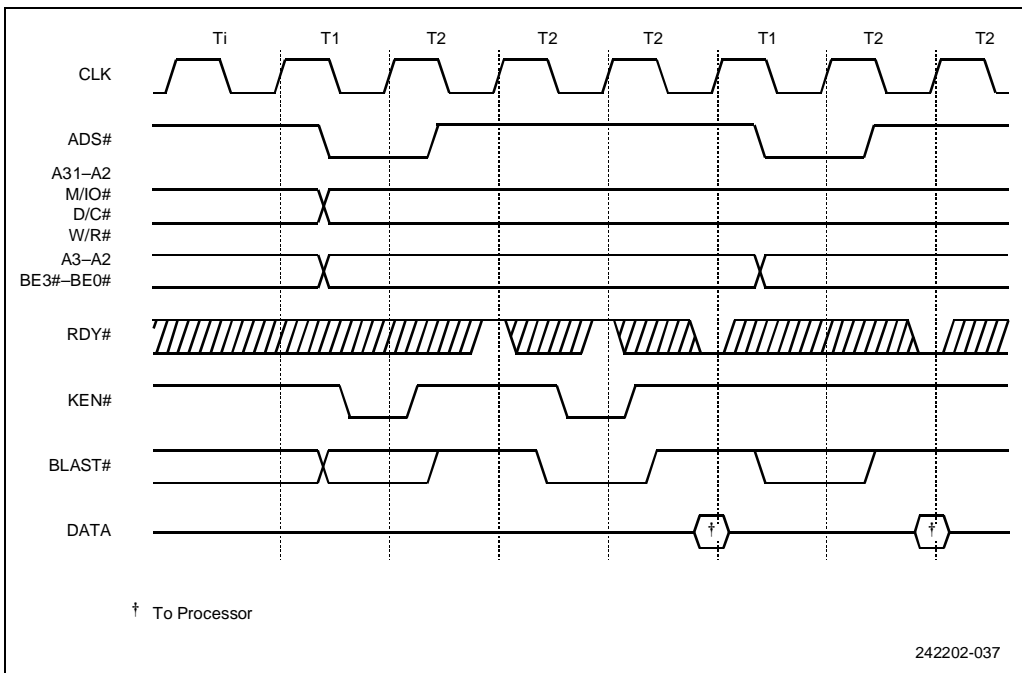 Ti T1 T2 T2 T2 T1 T2 T2
CLK
ADS#
A31–A2
M/IO#
D/C#
W/R#
A3–A2
BE3#–BE0#
RDY#
KEN#
BLAST#
DATA † †
† To Processor
242202-037